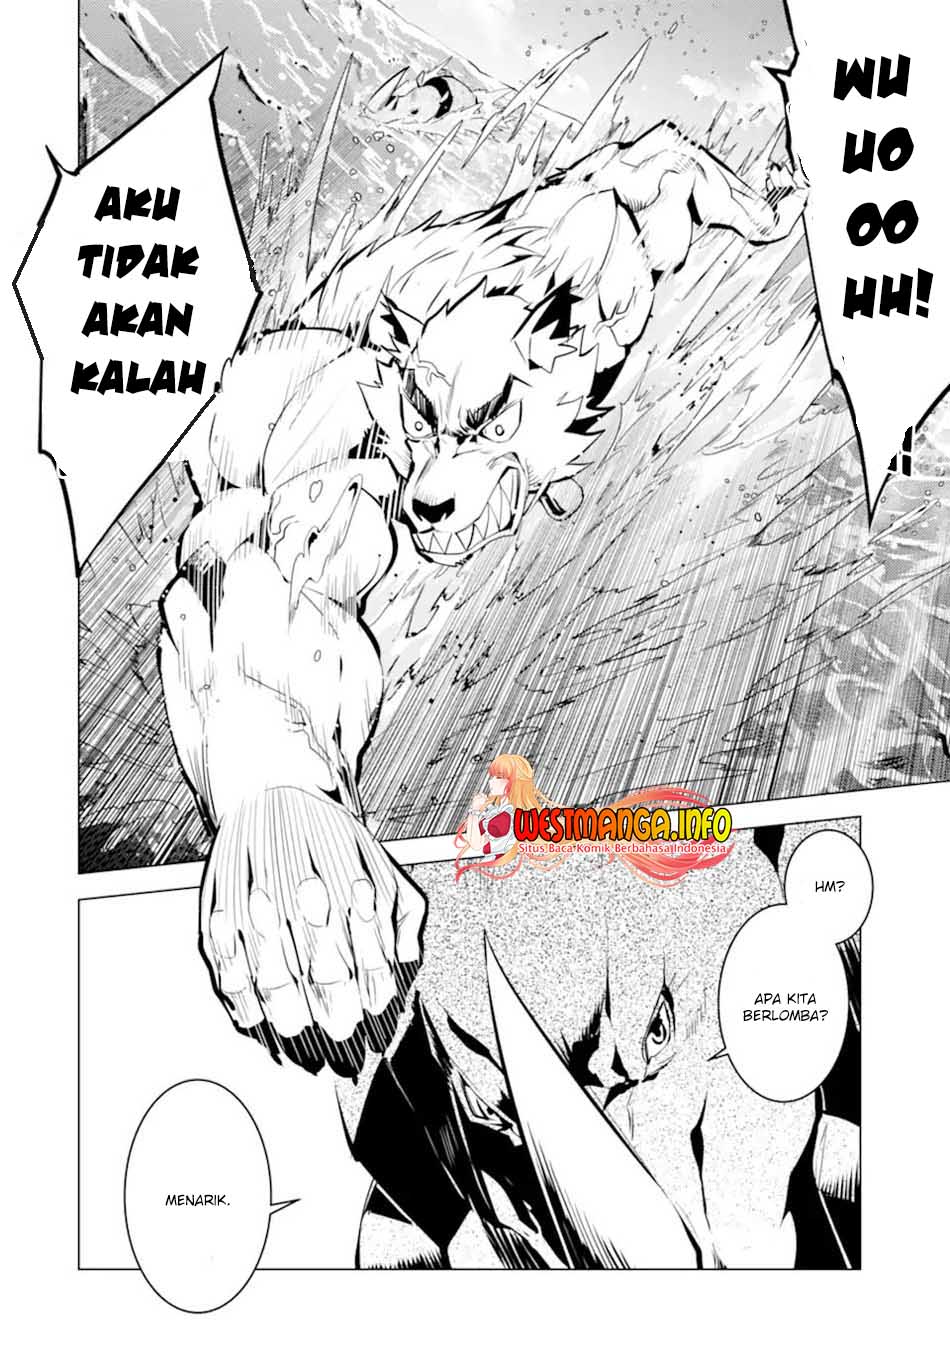 WU
UO
OO
HH!
AKU
TIDAK
AKAN
KALAH
WESTMANGA.INFO
Situs Baca Komik Berbahasa Indonesia
HM?
APA KITA
BERLOMBA?
MENARIK.